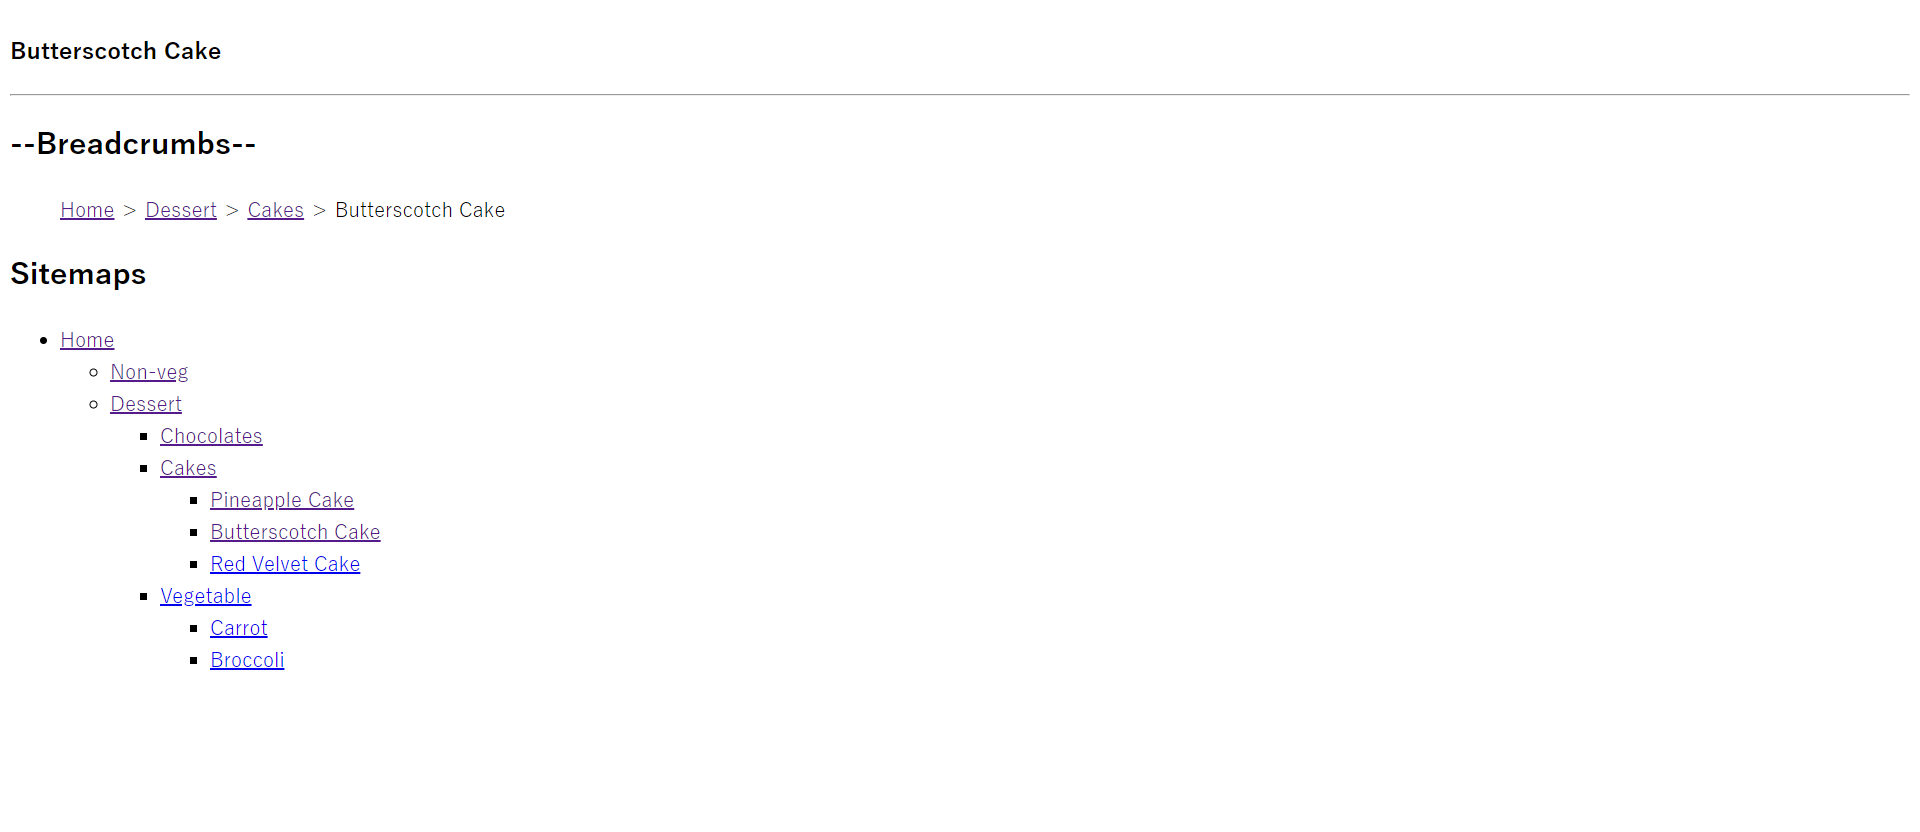 Butterscotch Cake
--Breadcrumbs--
Home > Dessert > Cakes > Butterscotch Cake
Sitemaps
Home
Non-veg
Dessert
Chocolates
Cakes
Pineapple Cake
Butterscotch Cake
Red Velvet Cake
Vegetable
Carrot
Broccoli